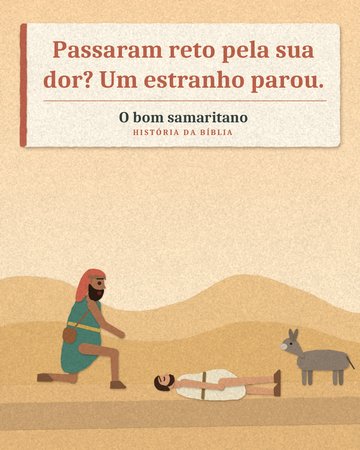 Passaram reto pela sua
dor? Um estranho parou.
O bom samaritano
HISTÓRIA DA BÍBLIA